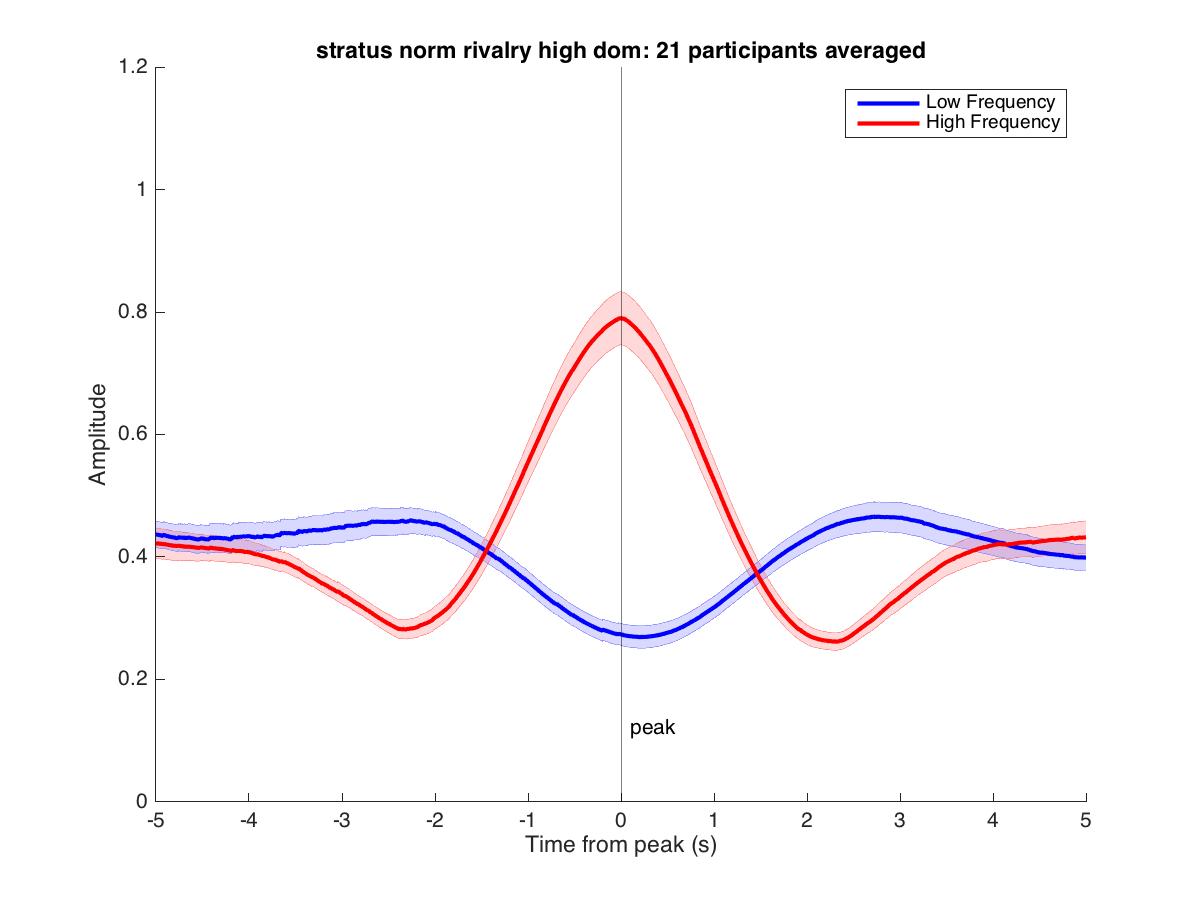 stratus norm rivalry high dom: 21 participants averaged
Low Frequency
High Frequency
1.2
1
0.8
0.6
0.4
0.2
0
Amplitude
peak
-5 -4 -3 -2 -1 0 1 2 3 4 5
Time from peak (s)